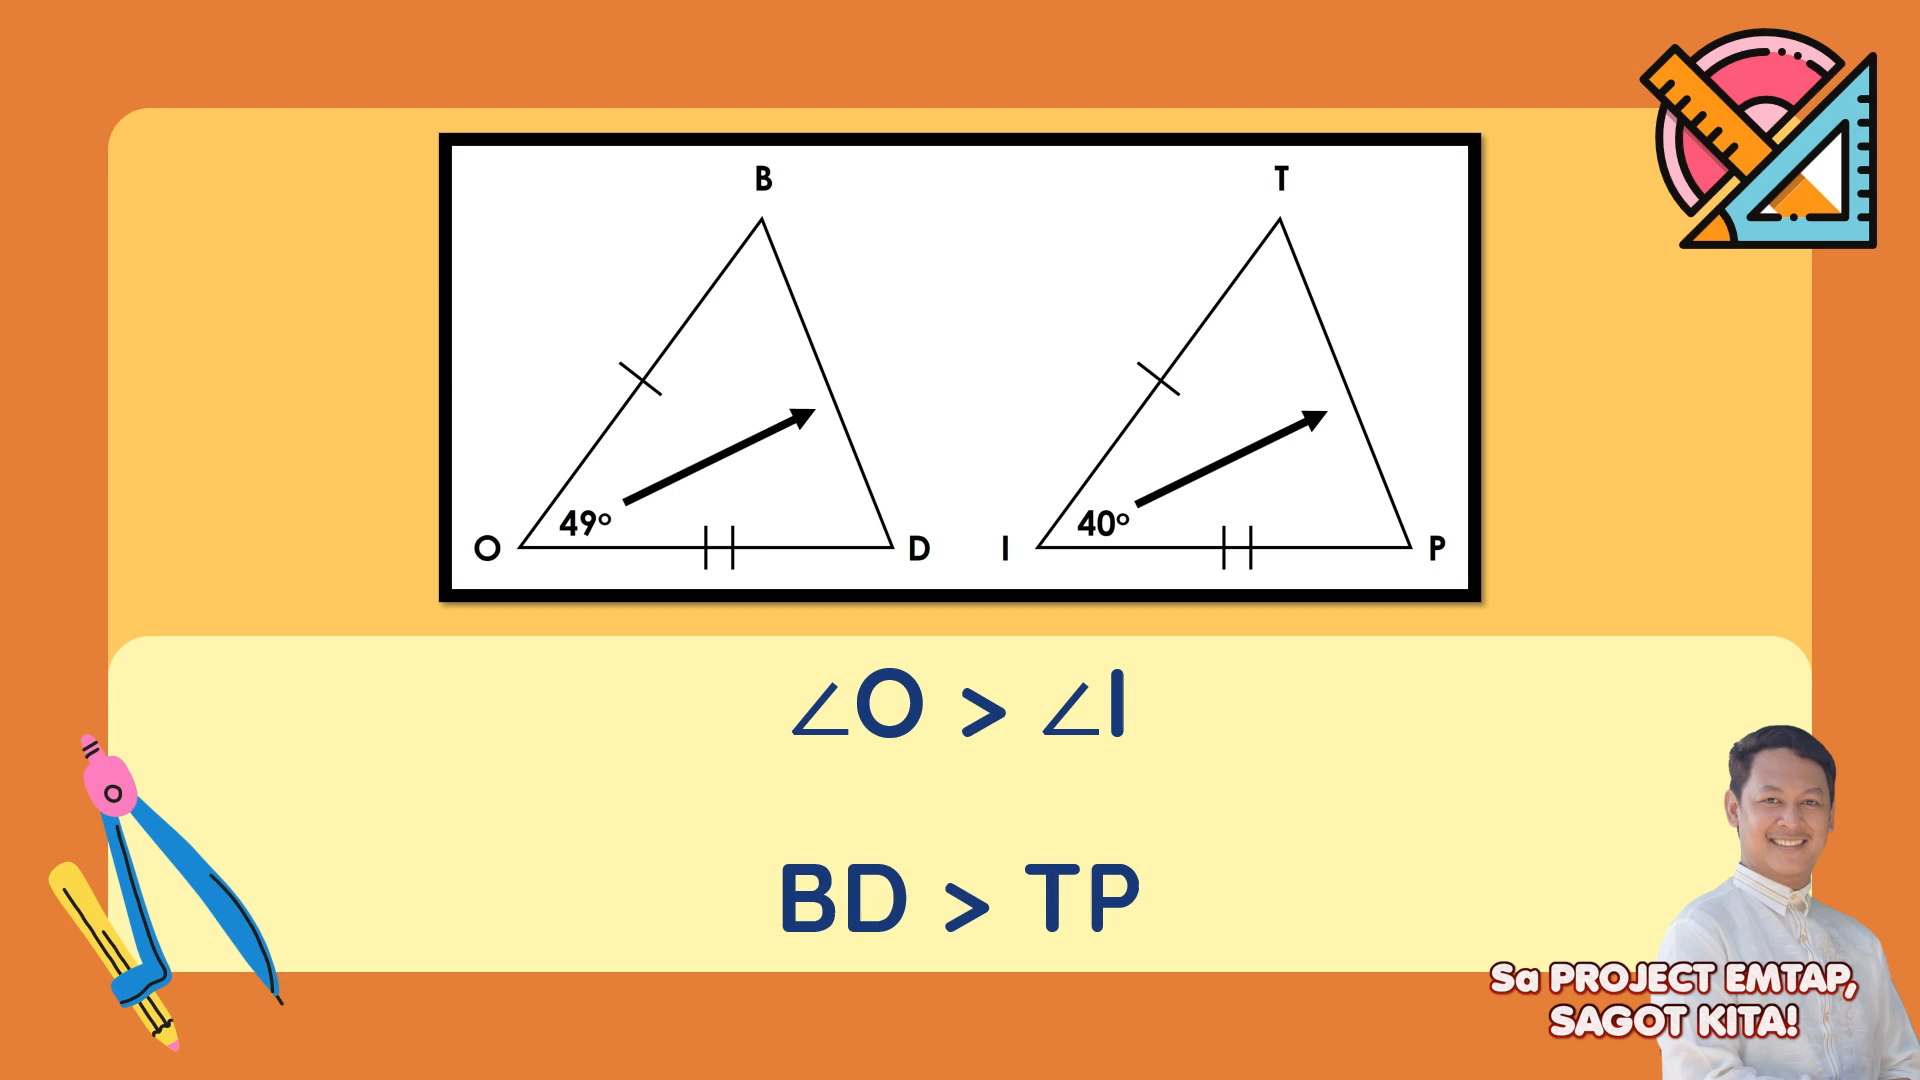 B
T
49°
40°
O
D
I
P
∠O > ∠I
BD > TP
Sa PROJECT EMTAP,
SAGOT KITA!